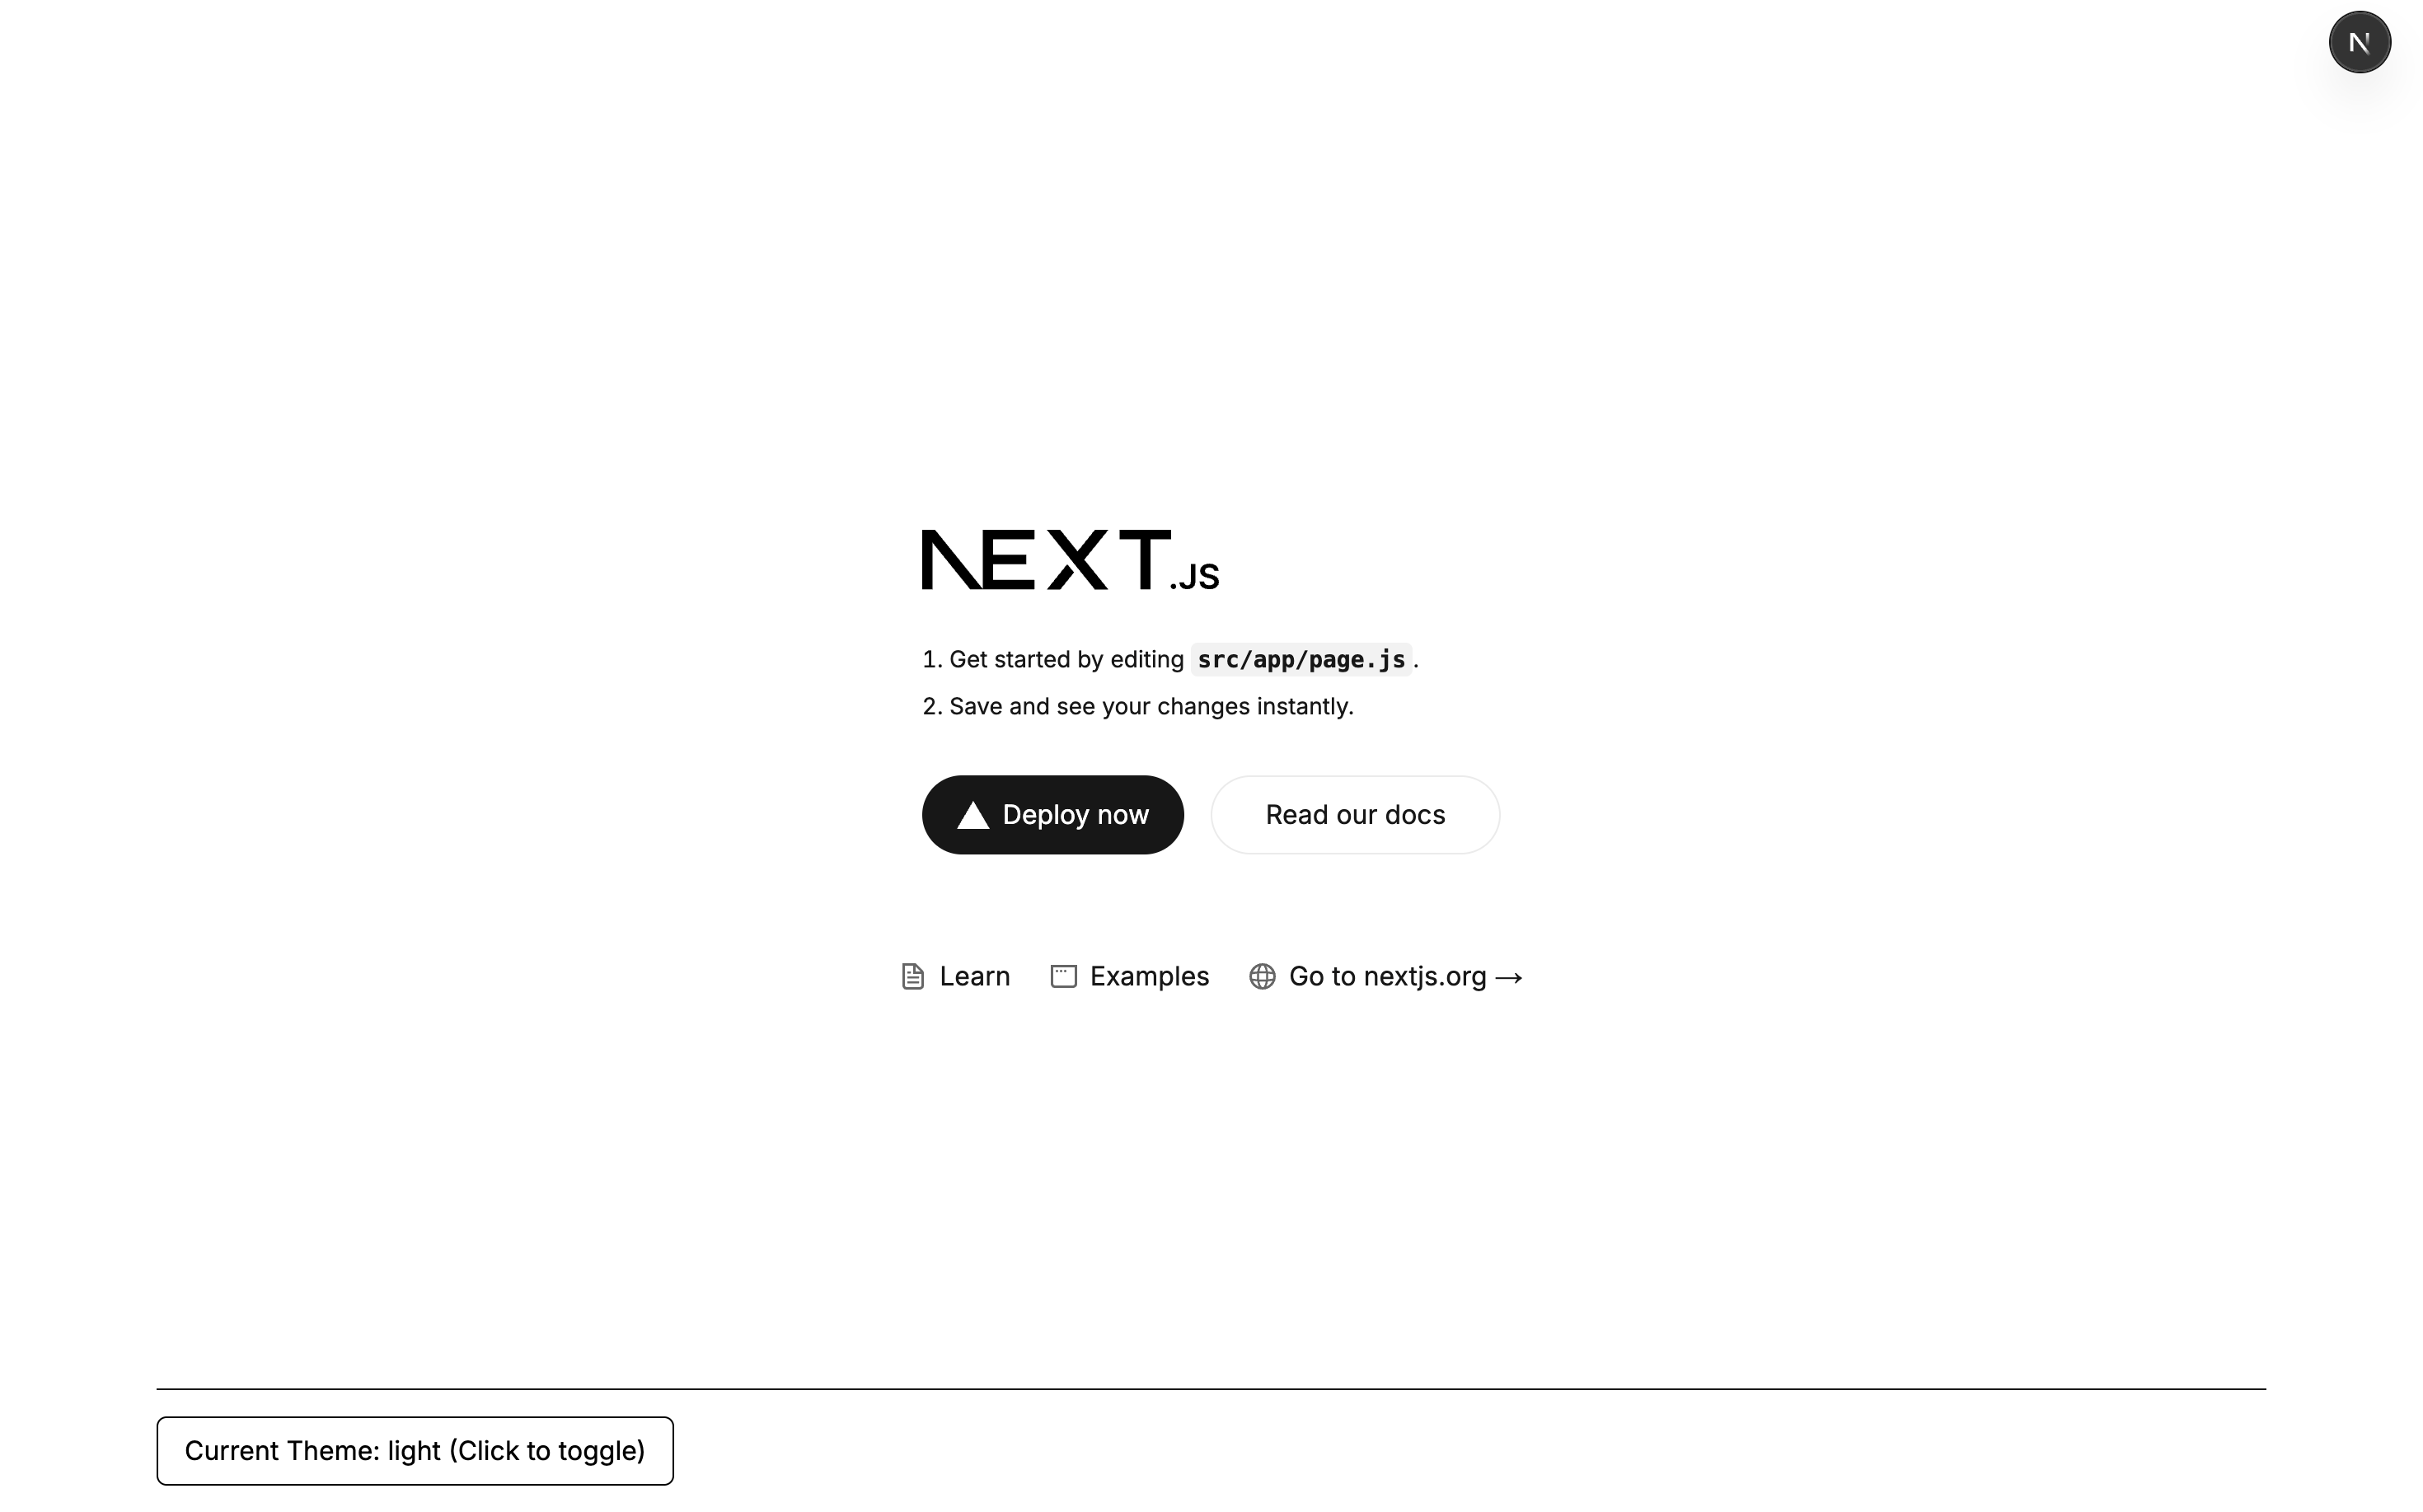 N
NEXT.JS
1. Get started by editing src/app/page.js.
2. Save and see your changes instantly.
Deploy now
Read our docs
Learn
Examples
Go to nextjs.org →
Current Theme: light (Click to toggle)